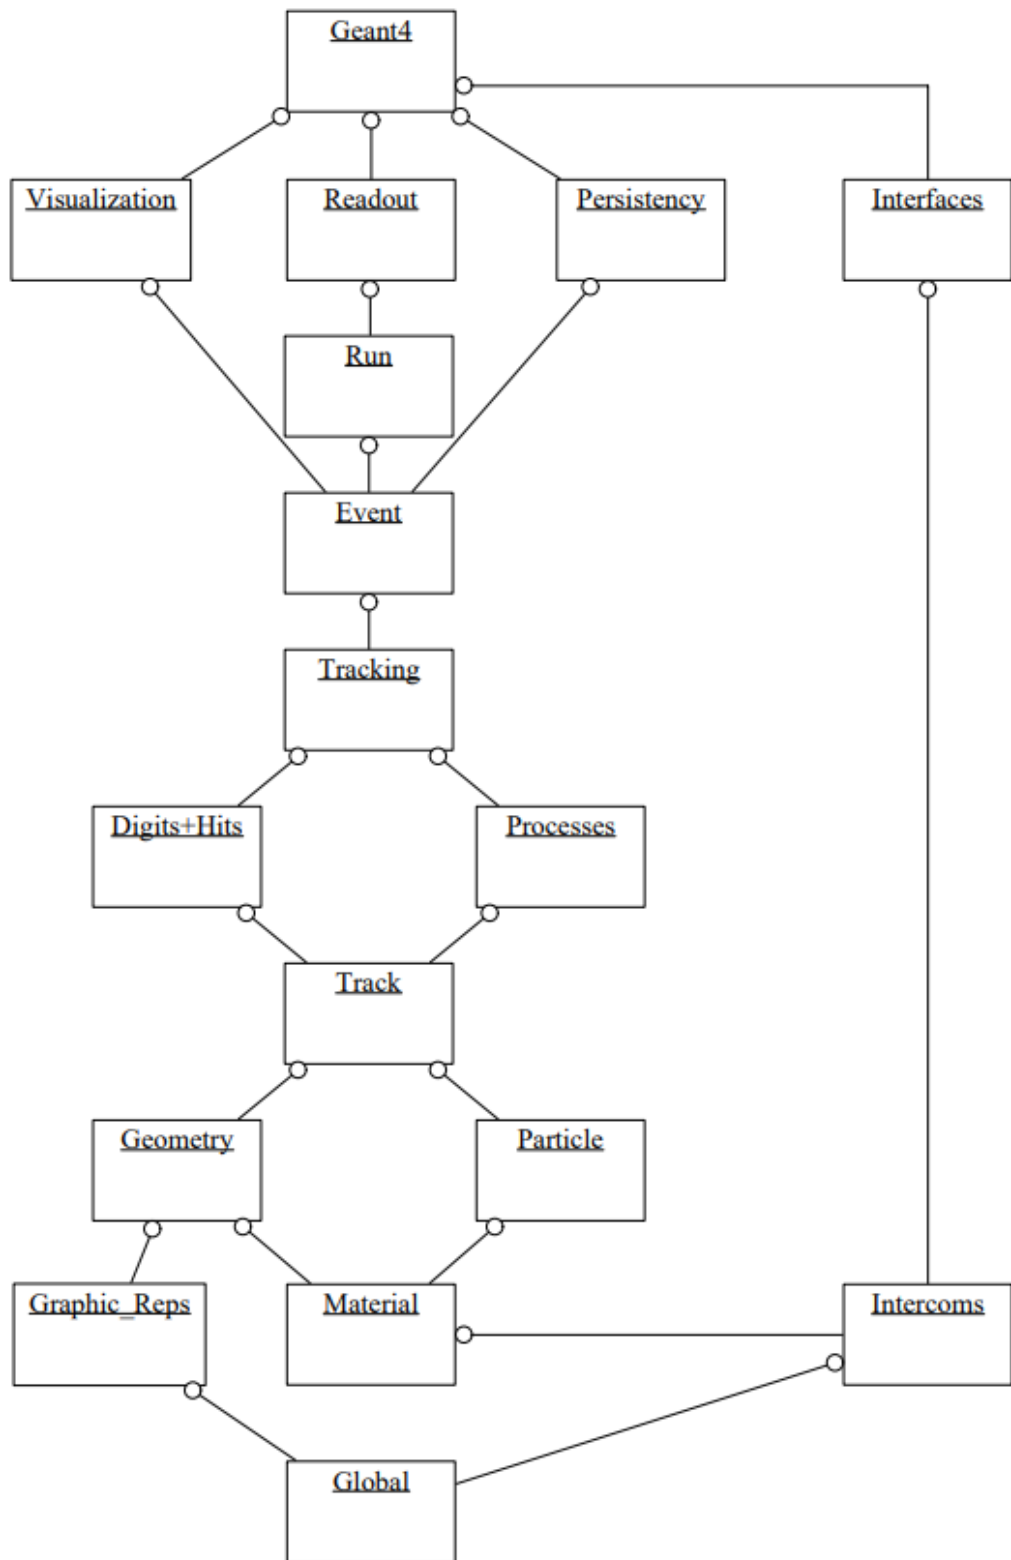 Geant4
Visualization
Readout
Persistency
Interfaces
Run
Event
Tracking
Digits+Hits
Processes
Track
Geometry
Particle
Graphic_Reps
Material
Intercoms
Global